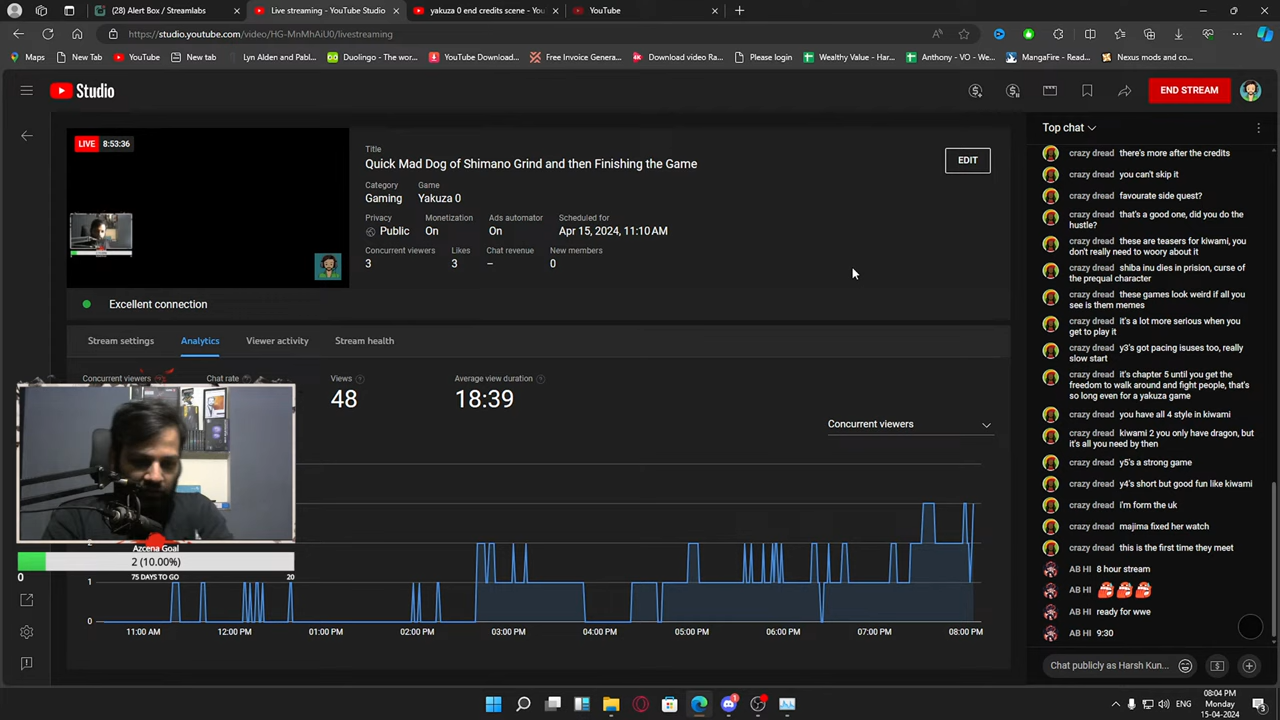 (28) Alert Box / Streamlabs
Live streaming - YouTube Studio
yakuza 0 end credits scene - You
YouTube
https://studio.youtube.com/video/HG-MnMhAiU0/livestreaming
Maps
New Tab
YouTube
New tab
Lyn Alden and Pabl...
Duolingo - The wor...
YouTube Download...
Free Invoice Genera...
Download video Ra...
Please login
Wealthy Value - Har...
Anthony - VO - We...
MangaFire - Read...
Nexus mods and co...
Studio
END STREAM
LIVE 8:53:36
Title
Quick Mad Dog of Shimano Grind and then Finishing the Game
EDIT
Category
Game
Gaming
Yakuza 0
Privacy
Monetization
Ads automator
Scheduled for
Public
On
On
Apr 15, 2024, 11:10 AM
Concurrent viewers
Likes
Chat revenue
New members
3
3
–
0
Excellent connection
Stream settings
Analytics
Viewer activity
Stream health
Concurrent viewers
Chat rate
Views
Average view duration
48
18:39
Concurrent viewers
2
1
0
11:00 AM
12:00 PM
01:00 PM
02:00 PM
03:00 PM
04:00 PM
05:00 PM
06:00 PM
07:00 PM
08:00 PM
Azcena Goal
2 (10.00%)
0
75 DAYS TO GO
20
Top chat
crazy dread there's more after the credits
crazy dread you can't skip it
crazy dread favourate side quest?
crazy dread that's a good one, did you do the
hustle?
crazy dread these are teasers for kiwami, you
don't really need to woory about it
crazy dread shiba inu dies in prision, curse of
the prequal character
crazy dread these games look weird if all you
see is them memes
crazy dread it's a lot more serious when you
get to play it
crazy dread y3's got pacing isuses too, really
slow start
crazy dread it's chapter 5 until you get the
freedom to walk around and fight people, that's
so long even for a yakuza game
crazy dread you have all 4 style in kiwami
crazy dread kiwami 2 you only have dragon, but
it's all you need by then
crazy dread y5's a strong game
crazy dread y4's short but good fun like kiwami
crazy dread i'm form the uk
crazy dread majima fixed her watch
crazy dread this is the first time they meet
AB HI 8 hour stream
AB HI
AB HI ready for wwe
AB HI 9:30
Chat publicly as Harsh Kun...
ENG
08:04 PM
Monday
15-04-2024